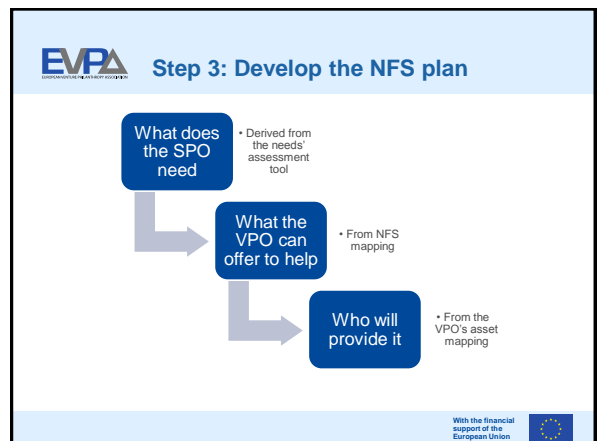 EVPA
EUROPEAN VENTURE PHILANTHROPY ASSOCIATION
Step 3: Develop the NFS plan
What does
the SPO
need
• Derived from
the needs'
assessment
tool
What the
VPO can
offer to help
• From NFS
mapping
Who will
provide it
• From the
VPO's asset
mapping
With the financial
support of the
European Union